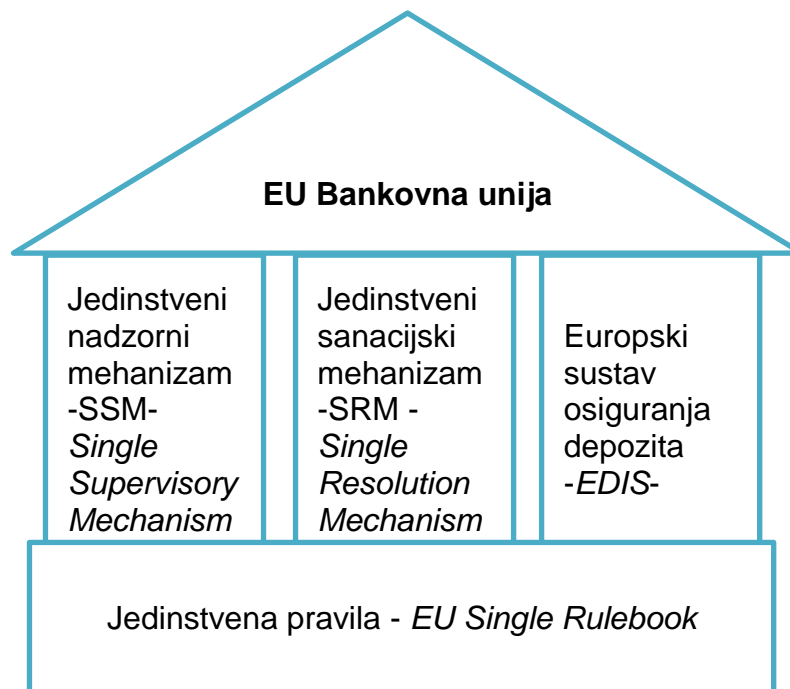 EU Bankovna unija
Jedinstveni
nadzorni
mehanizam
-SSM-
Single
Supervisory
Mechanism
Jedinstveni
sanacijski
mehanizam
-SRM -
Single
Resolution
Mechanism
Europski
sustav
osiguranja
depozita
-EDIS-
Jedinstvena pravila - EU Single Rulebook